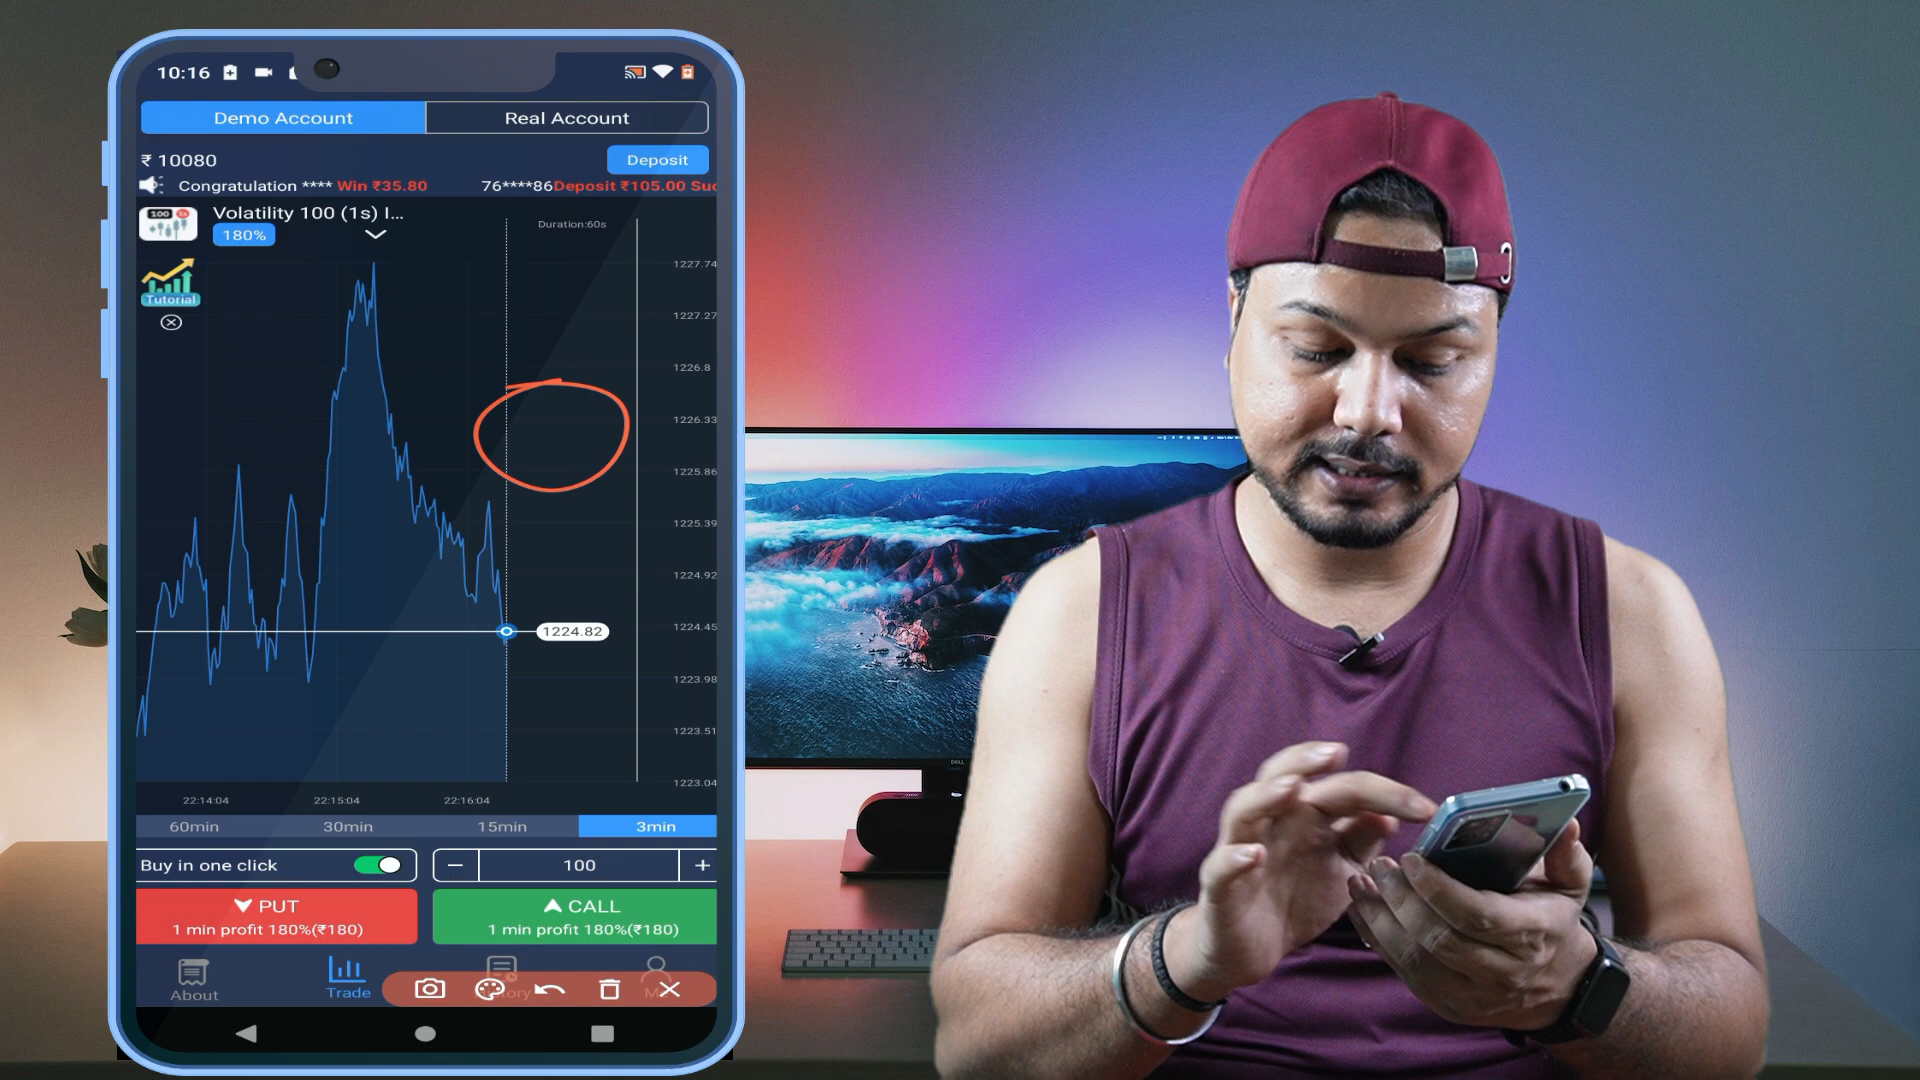 10:16
Demo Account Real Account
₹ 10080 Deposit
Congratulation **** Win ₹35.80 76****86Deposit ₹105.00 Suc
100 1s Volatility 100 (1s) I...
180%
Duration:60s
Tutorial
1227.74
1227.27
1226.8
1226.33
1225.86
1225.39
1224.92
1224.45
1224.82
1223.98
1223.51
1223.04
22:14:04 22:15:04 22:16:04
60min 30min 15min 3min
Buy in one click − 100 +
PUT CALL
1 min profit 180%(₹180) 1 min profit 180%(₹180)
About Trade
DELL